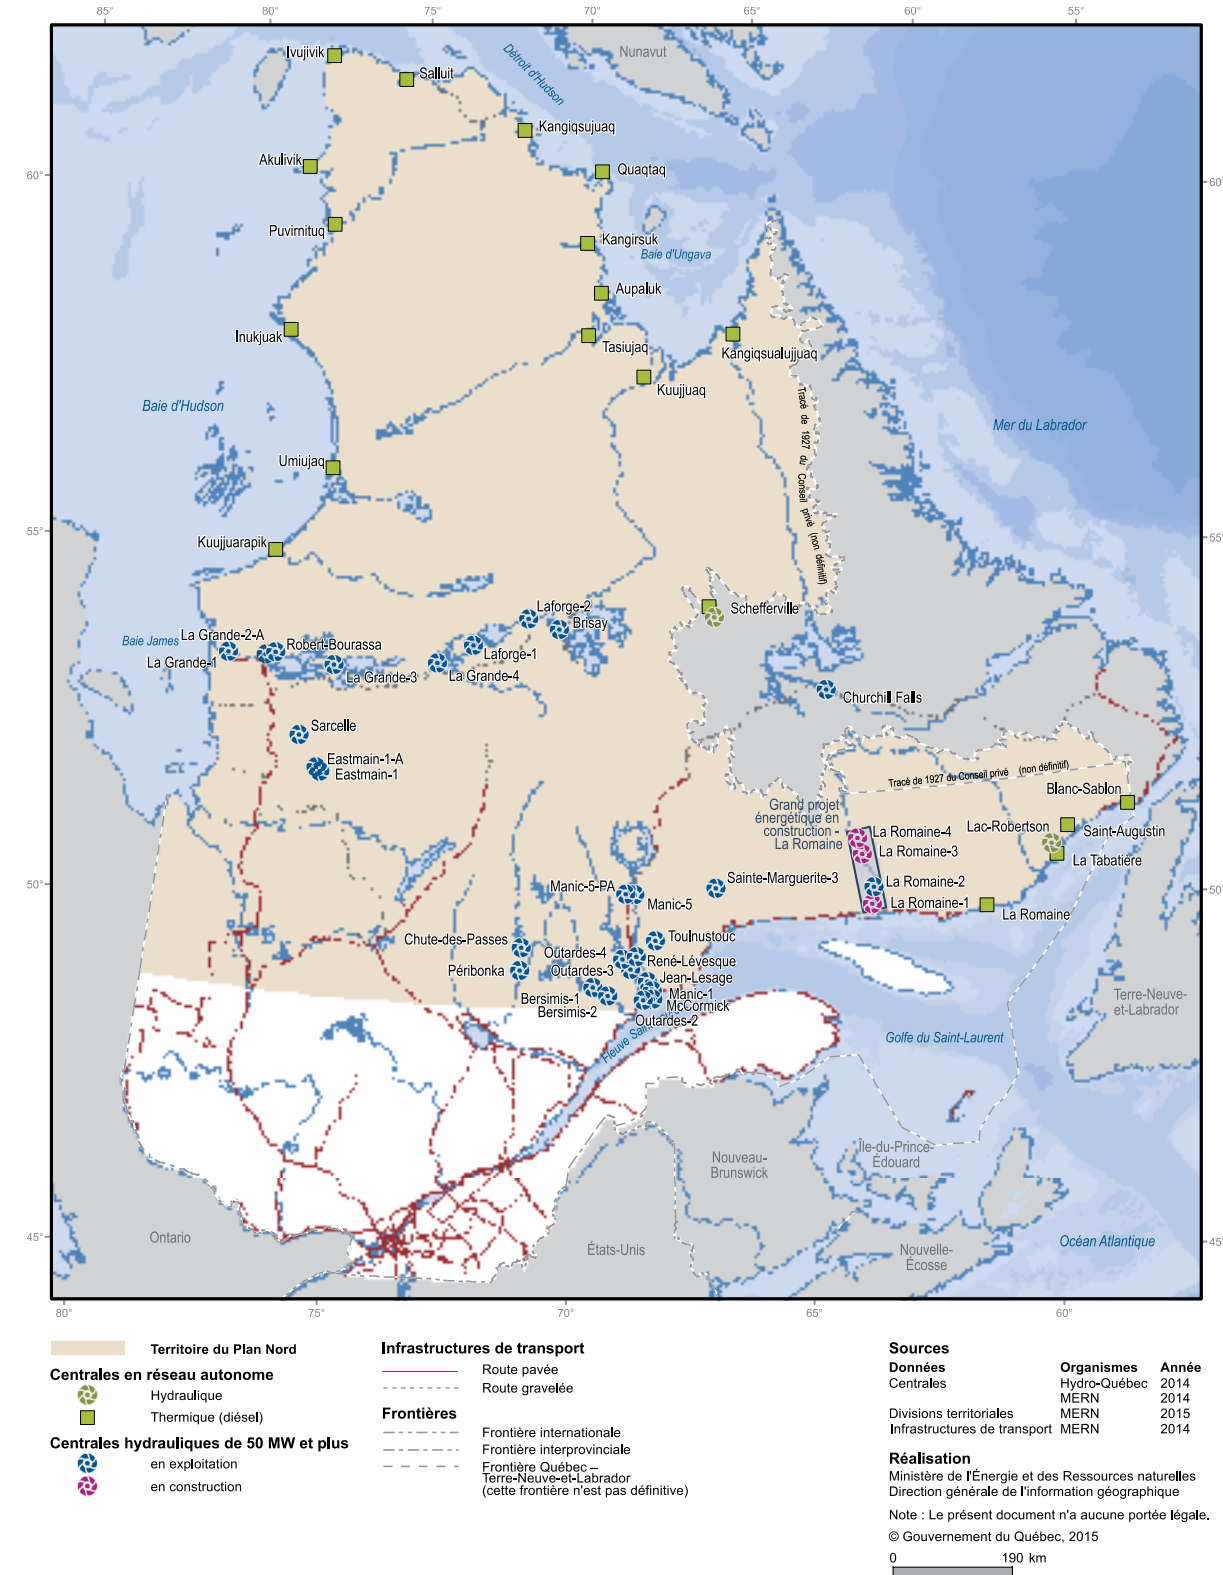 85°
80°
75°
70°
65°
60°
55°
Ivujivik
Salluit
Détroit d'Hudson
Nunavut
Kangiqsujuaq
Akulivik
Quaqtaq
60°
60°
Puvirnituq
Kangirsuk
Baie d'Ungava
Aupaluk
Inukjuak
Tasiujaq
Kangiqsualujjuaq
Kuujjuaq
Baie d'Hudson
Tracé de 1927 du Conseil privé (non définitif)
Mer du Labrador
Umiujaq
55°
55°
Kuujjuarapik
Laforge-2
Schefferville
Brisay
Baie James
La Grande-2-A
Robert-Bourassa
Laforge-1
La Grande-1
La Grande-3
La Grande-4
Churchill Falls
Sarcelle
Eastmain-1-A
Eastmain-1
Tracé de 1927 du Conseil privé (non définitif)
Blanc-Sablon
Grand projet
énergétique en
construction -
La Romaine
La Romaine-4
Lac-Robertson
Saint-Augustin
La Romaine-3
La Tabatière
Sainte-Marguerite-3
La Romaine-2
50°
50°
Manic-5-PA
Manic-5
La Romaine-1
La Romaine
Chute-des-Passes
Toulnustouc
Outardes-4
René-Lévesque
Péribonka
Outardes-3
Jean-Lesage
Bersimis-1
Manic-1
Bersimis-2
McCormick
Outardes-2
Terre-Neuve-
et-Labrador
Golfe du Saint-Laurent
Île-du-Prince-
Édouard
Nouveau-
Brunswick
Ontario
États-Unis
Nouvelle-
Écosse
Océan Atlantique
45°
45°
80°
75°
70°
65°
60°
Territoire du Plan Nord
Centrales en réseau autonome
Hydraulique
Thermique (diésel)
Centrales hydrauliques de 50 MW et plus
en exploitation
en construction
Infrastructures de transport
Route pavée
Route gravelée
Frontières
Frontière internationale
Frontière interprovinciale
Frontière Québec –
Terre-Neuve-et-Labrador
(cette frontière n'est pas définitive)
Sources
Données Organismes Année
Centrales Hydro-Québec 2014
MERN 2014
Divisions territoriales MERN 2015
Infrastructures de transport MERN 2014
Réalisation
Ministère de l'Énergie et des Ressources naturelles
Direction générale de l'information géographique
Note : Le présent document n'a aucune portée légale.
© Gouvernement du Québec, 2015
0 190 km